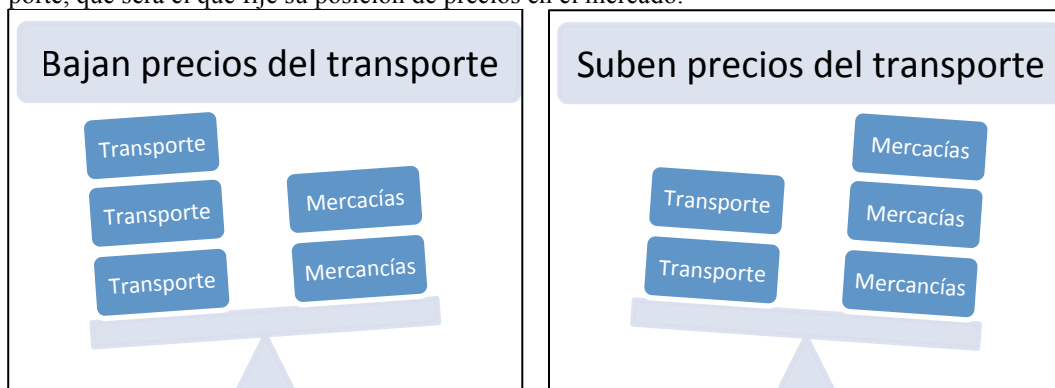 porte, que será el que fije su posición de precios en el mercado.
Bajan precios del transporte
Transporte
Transporte
Mercacías
Transporte
Mercancías
Suben precios del transporte
Mercacías
Transporte
Mercacías
Transporte
Mercancías